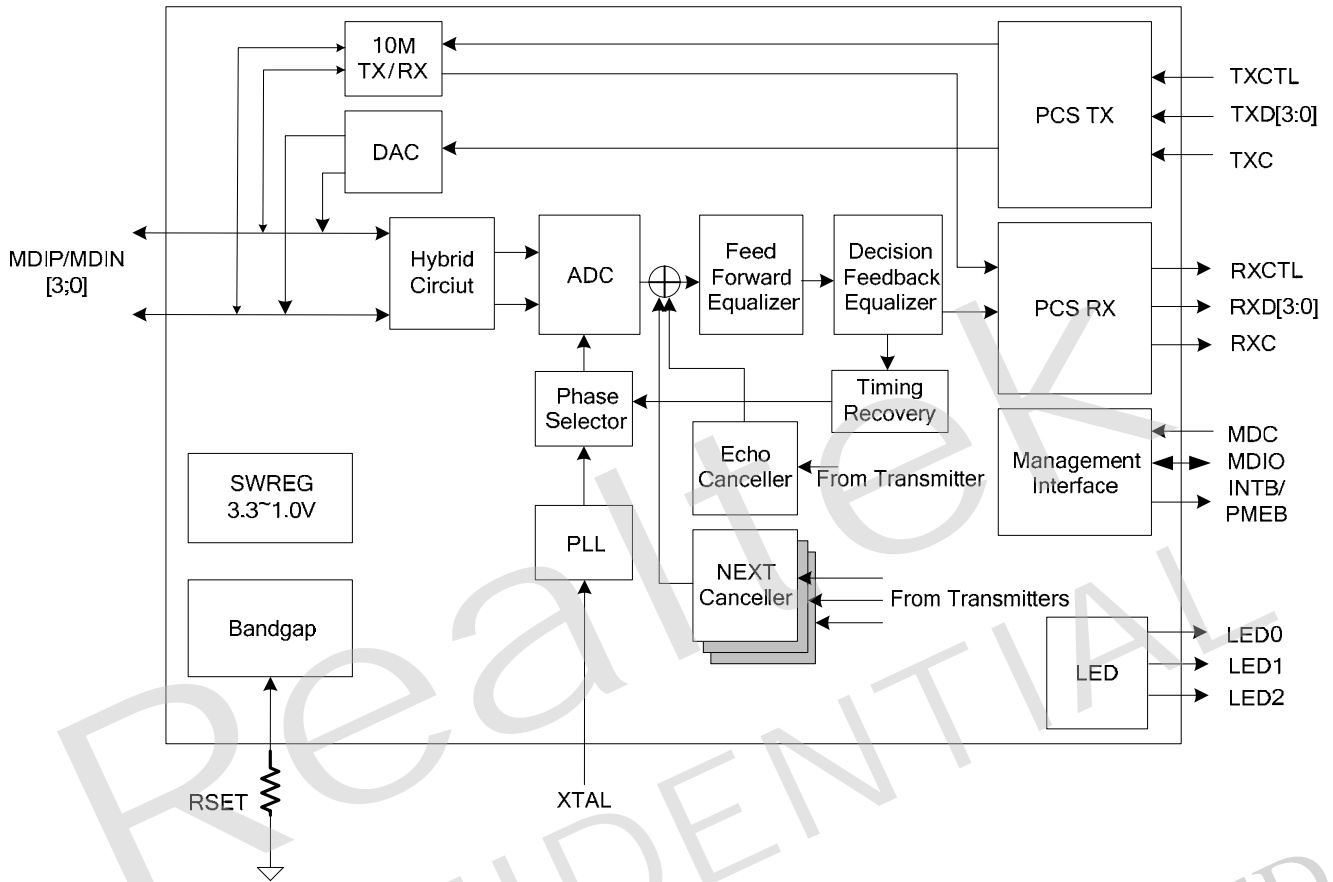 10M
TX/RX
PCS TX
TXCTL
TXD[3:0]
TXC
DAC
MDIP/MDIN
[3;0]
Hybrid
Circiut
ADC
Feed
Forward
Equalizer
Decision
Feedback
Equalizer
PCS RX
RXCTL
RXD[3:0]
RXC
Phase
Selector
Timing
Recovery
Echo
Canceller
From Transmitter
Management
Interface
MDC
MDIO
INTB/
PMEB
SWREG
3.3~1.0V
PLL
NEXT
Canceller
From Transmitters
Bandgap
LED
LED0
LED1
LED2
RSET
XTAL
Realtek